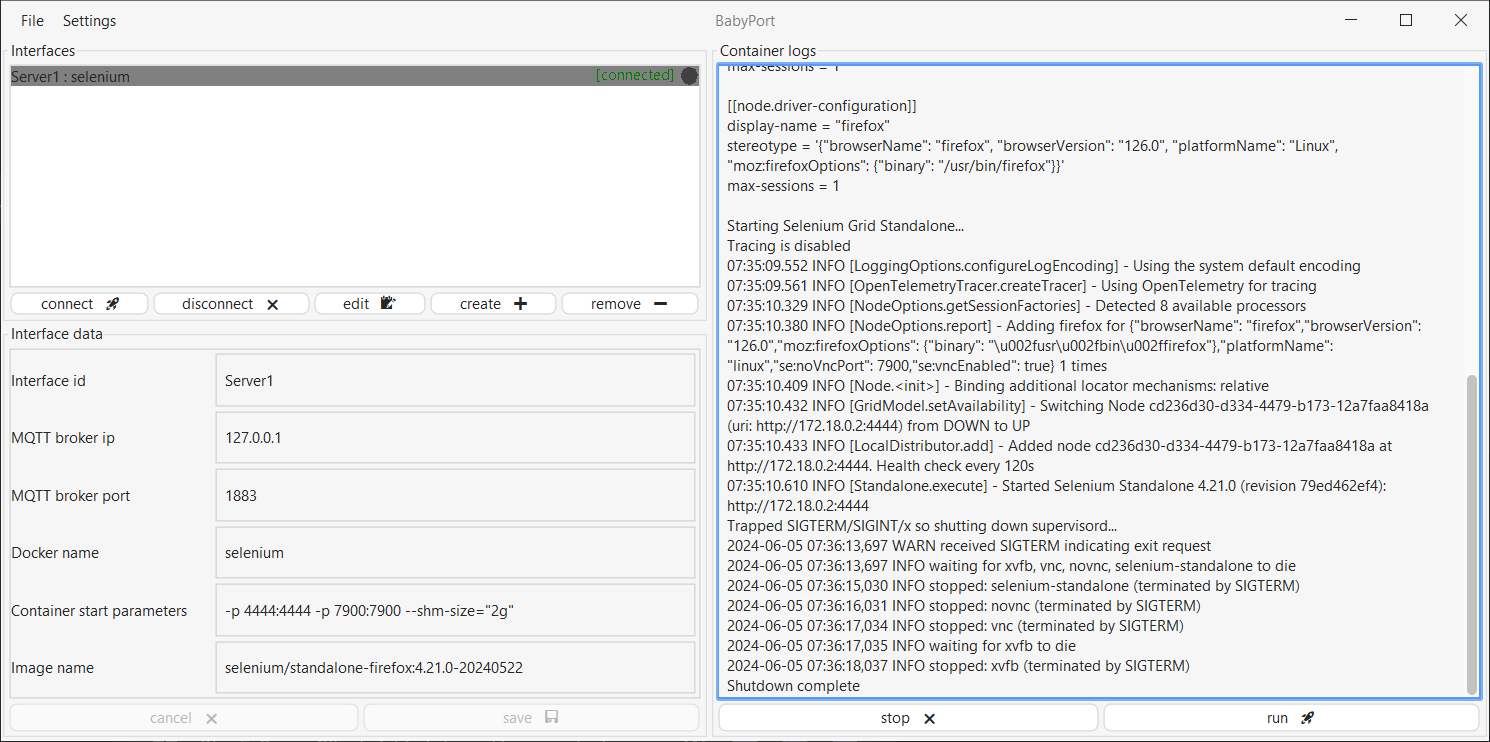 File Settings BabyPort
Interfaces
Server1 : selenium [connected]
connect disconnect edit create remove
Interface data
Interface id Server1
MQTT broker ip 127.0.0.1
MQTT broker port 1883
Docker name selenium
Container start parameters -p 4444:4444 -p 7900:7900 --shm-size="2g"
Image name selenium/standalone-firefox:4.21.0-20240522
cancel save
Container logs
max-sessions = 1
[[node.driver-configuration]]
display-name = "firefox"
stereotype = '{"browserName": "firefox", "browserVersion": "126.0", "platformName": "Linux",
"moz:firefoxOptions": {"binary": "/usr/bin/firefox"}}'
max-sessions = 1
Starting Selenium Grid Standalone...
Tracing is disabled
07:35:09.552 INFO [LoggingOptions.configureLogEncoding] - Using the system default encoding
07:35:09.561 INFO [OpenTelemetryTracer.createTracer] - Using OpenTelemetry for tracing
07:35:10.329 INFO [NodeOptions.getSessionFactories] - Detected 8 available processors
07:35:10.380 INFO [NodeOptions.report] - Adding firefox for {"browserName": "firefox","browserVersion":
"126.0","moz:firefoxOptions": {"binary": "\u002fusr\u002fbin\u002ffirefox"},"platformName":
"linux","se:noVncPort": 7900,"se:vncEnabled": true} 1 times
07:35:10.409 INFO [Node.<init>] - Binding additional locator mechanisms: relative
07:35:10.432 INFO [GridModel.setAvailability] - Switching Node cd236d30-d334-4479-b173-12a7faa8418a
(uri: http://172.18.0.2:4444) from DOWN to UP
07:35:10.433 INFO [LocalDistributor.add] - Added node cd236d30-d334-4479-b173-12a7faa8418a at
http://172.18.0.2:4444. Health check every 120s
07:35:10.610 INFO [Standalone.execute] - Started Selenium Standalone 4.21.0 (revision 79ed462ef4):
http://172.18.0.2:4444
Trapped SIGTERM/SIGINT/x so shutting down supervisord...
2024-06-05 07:36:13,697 WARN received SIGTERM indicating exit request
2024-06-05 07:36:13,697 INFO waiting for xvfb, vnc, novnc, selenium-standalone to die
2024-06-05 07:36:15,030 INFO stopped: selenium-standalone (terminated by SIGTERM)
2024-06-05 07:36:16,031 INFO stopped: novnc (terminated by SIGTERM)
2024-06-05 07:36:17,034 INFO stopped: vnc (terminated by SIGTERM)
2024-06-05 07:36:17,035 INFO waiting for xvfb to die
2024-06-05 07:36:18,037 INFO stopped: xvfb (terminated by SIGTERM)
Shutdown complete
stop run